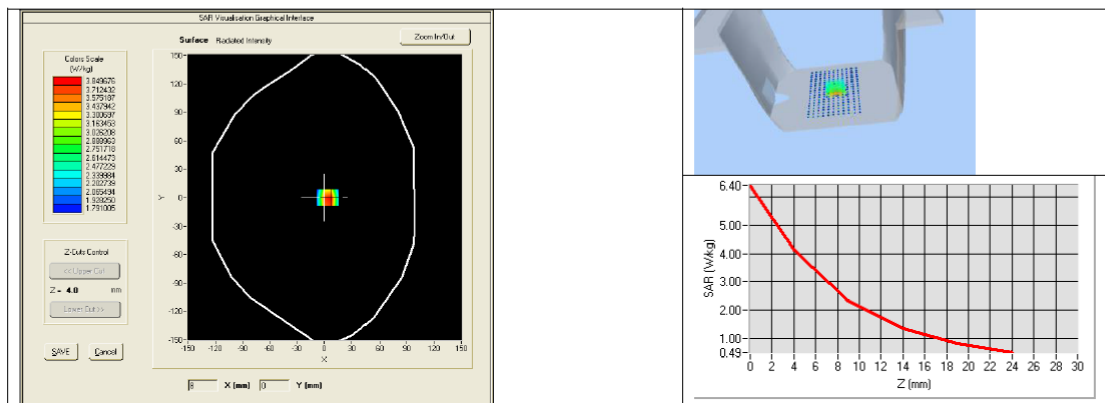 SAR Visualisation Graphical Interface
Surface Radiated Intensity
Zoom In/Out
Colors Scale
(W/kg)
3.849676
3.712432
3.575187
3.437942
3.300697
3.163453
3.026208
2.888963
2.751718
2.614473
2.477229
2.339984
2.202739
2.065494
1.928250
1.791005
Z-Cuts Control
<< Upper Cut
Z = 4.0 mm
Lower Cut >>
SAVE Cancel
150
120
90
60
30
0
-30
-60
-90
-120
-150
Y
-150 -120 -90 -60 -30 0 30 60 90 120 150
X
8 X (mm) 0 Y (mm)
6.40
5.00
4.00
3.00
2.00
1.00
0.49
SAR (W/kg)
0 2 4 6 8 10 12 14 16 18 20 22 24 26 28 30
Z (mm)